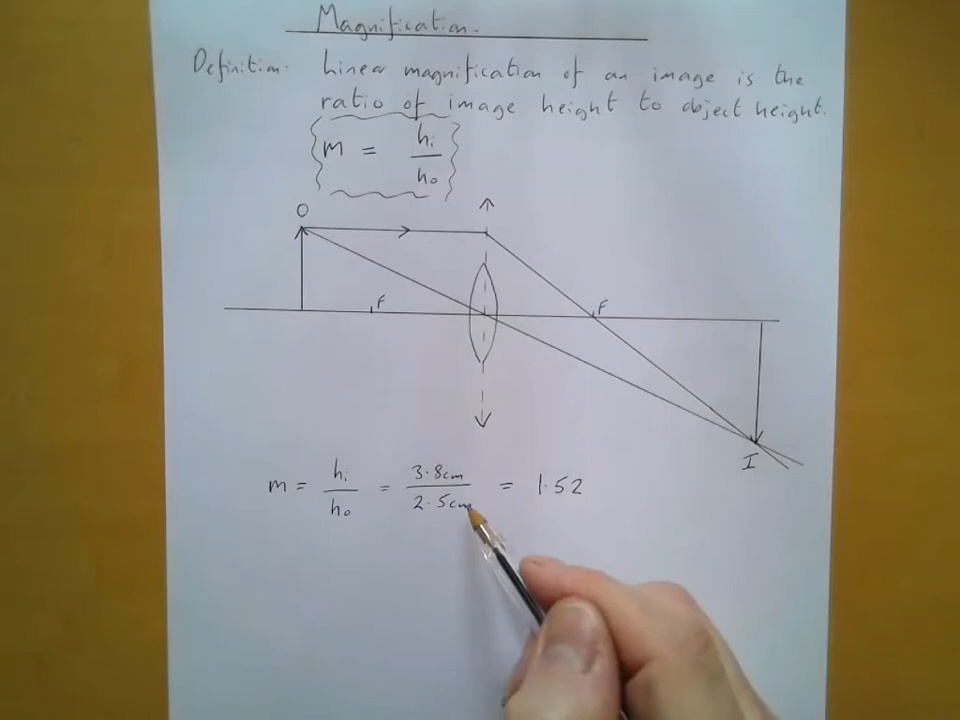 Magnification.
Definition: Linear magnification of an image is the
ratio of image height to object height.
m = hi/ho
O
F
F
I
m = hi/ho = 3.8cm/2.5cm = 1.52